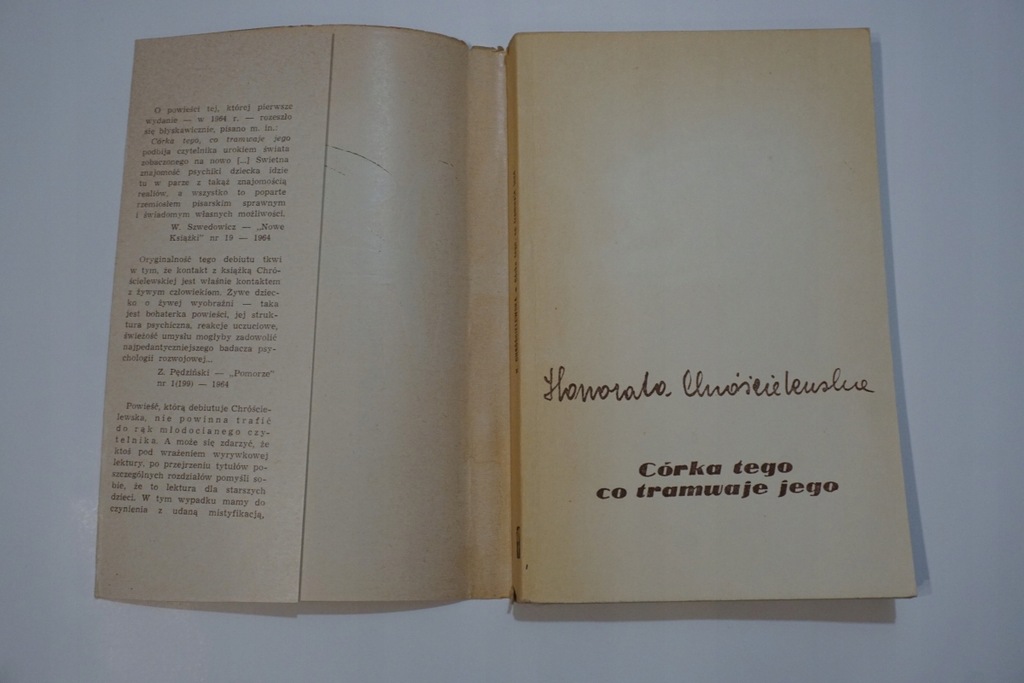 O powieści tej, której pierwsze
wydanie — w 1964 r. — rozeszło
się błyskawicznie, pisano m. in.:
Córka tego, co tramwaje jego
podbija czytelnika urokiem świata
zobaczonego na nowo [...] Świetna
znajomość psychiki dziecka idzie
tu w parze z takąż znajomością
realiów, a wszystko to poparte
rzemiosłem pisarskim sprawnym
i świadomym własnych możliwości.
W. Szwedowicz — „Nowe
Książki" nr 19 — 1964
Oryginalność tego debiutu tkwi
w tym, że kontakt z książką Chró-
ścielewskiej jest właśnie kontaktem
z żywym człowiekiem. Żywe dziec-
ko o żywej wyobraźni — taka
jest bohaterka powieści, jej struk-
tura psychiczna, reakcje uczuciowe,
świeżość umysłu mogłyby zadowolić
najpedantyczniejszego badacza psy-
chologii rozwojowej...
Z. Pędziński — „Pomorze"
nr 1(199) — 1964
Powieść, którą debiutuje Chróście-
lewska, nie powinna trafić
do rąk młodocianego czy-
telnika. A może się zdarzyć, że
ktoś pod wrażeniem wyrywkowej
lektury, po przejrzeniu tytułów po-
szczególnych rozdziałów pomyśli so-
bie, że to lektura dla starszych
dzieci. W tym wypadku mamy do
czynienia z udaną mistyfikacją,
Honorata Chróścielewska
Córka tego
co tramwaje jego